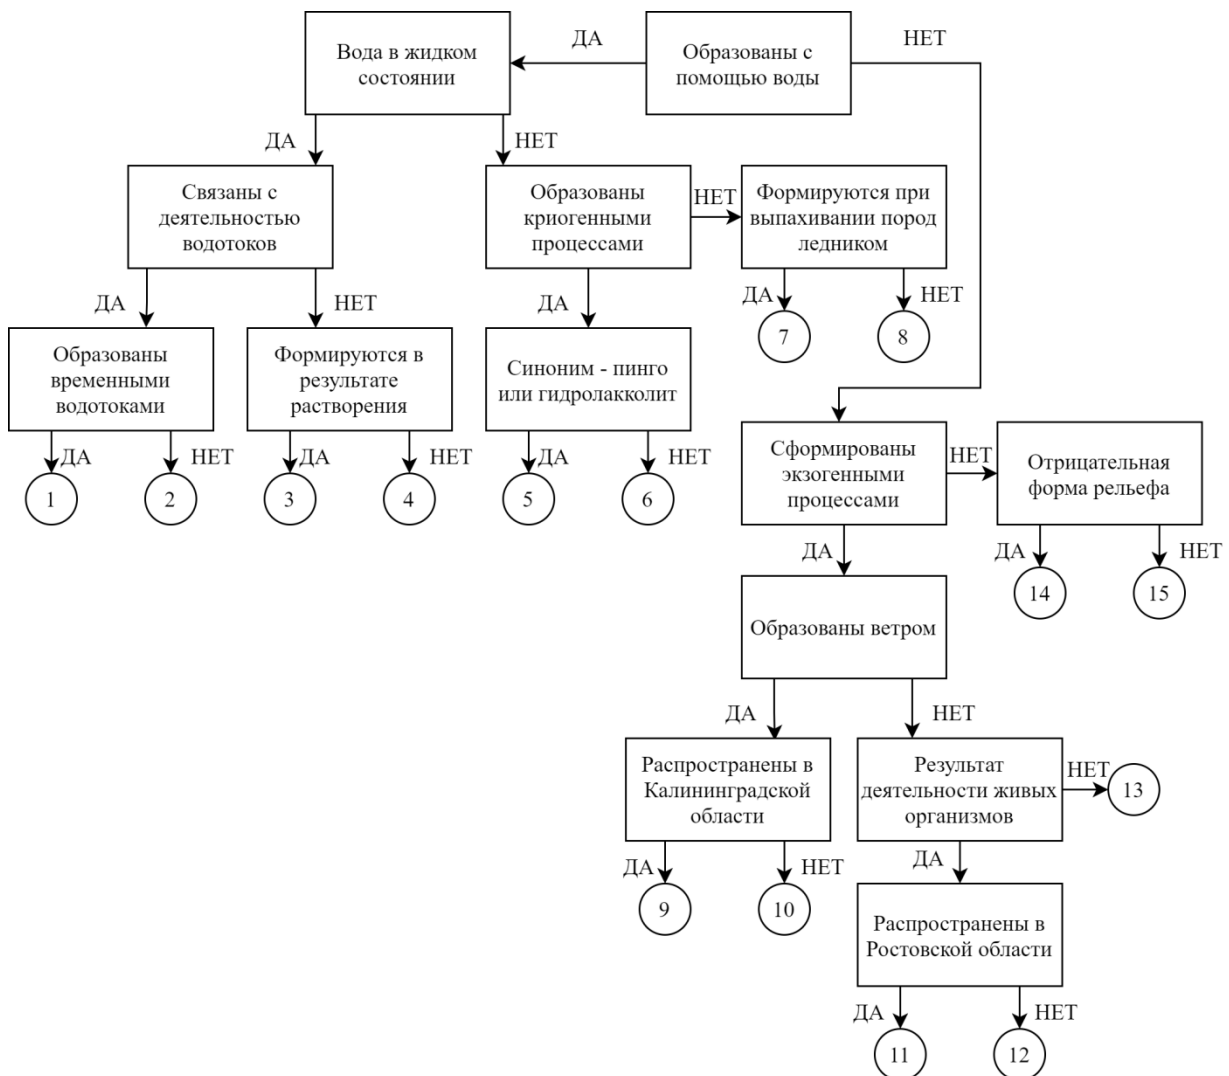 ДА
НЕТ
Вода в жидком
состоянии
Образованы с
помощью воды
ДА
НЕТ
Связаны с
деятельностью
водотоков
Образованы
криогенными
процессами
НЕТ
Формируются при
выпахивании пород
ледником
ДА
НЕТ
ДА
ДА
НЕТ
7
8
Образованы
временными
водотоками
Формируются в
результате
растворения
Синоним - пинго
или гидролакколит
ДА
НЕТ
ДА
НЕТ
ДА
НЕТ
1
2
3
4
5
6
Сформированы
экзогенными
процессами
НЕТ
Отрицательная
форма рельефа
ДА
ДА
НЕТ
14
15
Образованы ветром
ДА
НЕТ
Распространены в
Калининградской
области
Результат
деятельности живых
организмов
НЕТ
13
ДА
НЕТ
ДА
9
10
Распространены в
Ростовской области
ДА
НЕТ
11
12